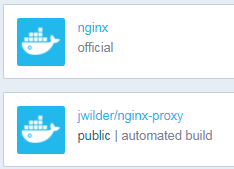 nginx
official
jwilder/nginx-proxy
public | automated build